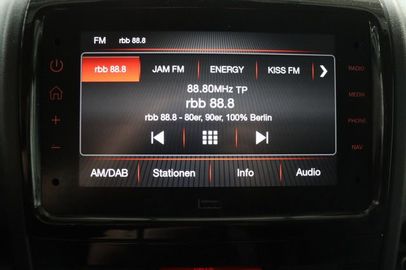 FM rbb 88.8
rbb 88.8 JAM FM ENERGY KISS FM
RADIO
88.80MHz TP
MEDIA
rbb 88.8
rbb 88.8 - 80er, 90er, 100% Berlin
PHONE
NAV
AM/DAB Stationen Info Audio